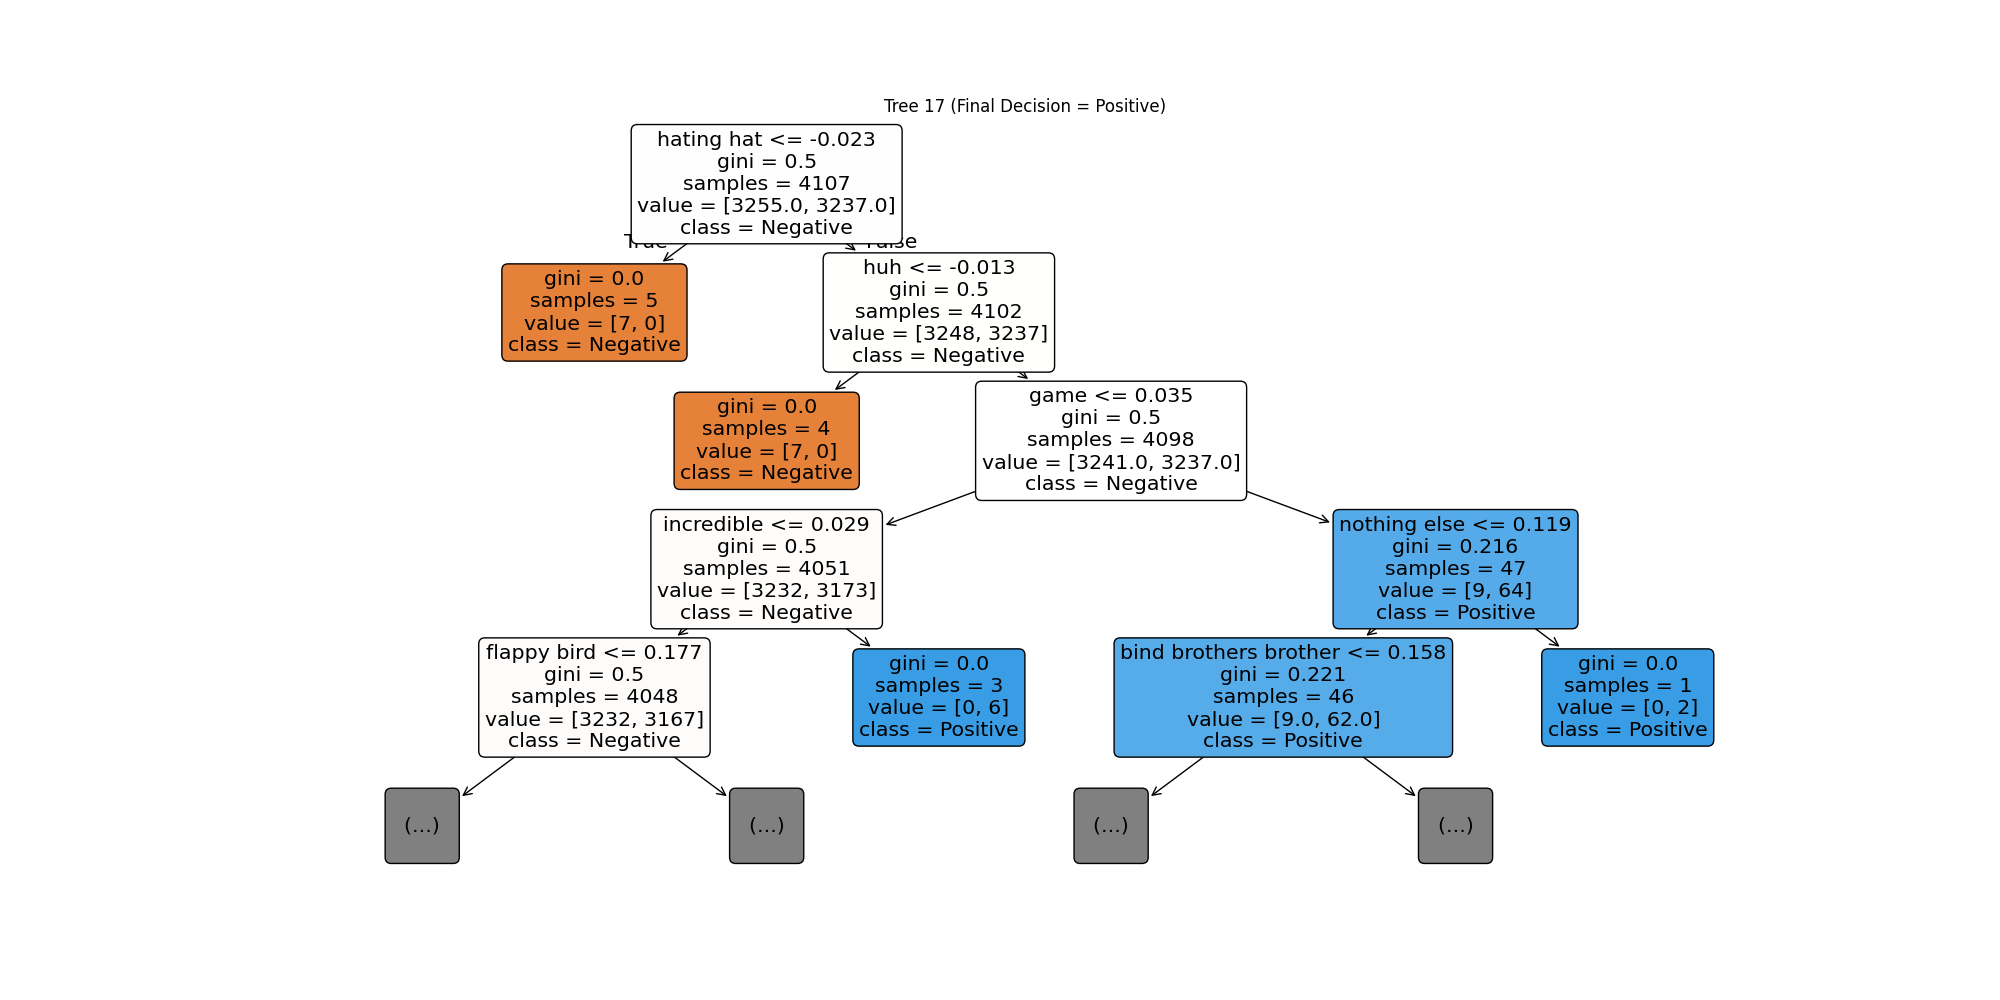 Tree 17 (Final Decision = Positive)
hating hat <= -0.023
gini = 0.5
samples = 4107
value = [3255.0, 3237.0]
class = Negative
True
False
gini = 0.0
samples = 5
value = [7, 0]
class = Negative
huh <= -0.013
gini = 0.5
samples = 4102
value = [3248, 3237]
class = Negative
gini = 0.0
samples = 4
value = [7, 0]
class = Negative
game <= 0.035
gini = 0.5
samples = 4098
value = [3241.0, 3237.0]
class = Negative
incredible <= 0.029
gini = 0.5
samples = 4051
value = [3232, 3173]
class = Negative
nothing else <= 0.119
gini = 0.216
samples = 47
value = [9, 64]
class = Positive
flappy bird <= 0.177
gini = 0.5
samples = 4048
value = [3232, 3167]
class = Negative
gini = 0.0
samples = 3
value = [0, 6]
class = Positive
bind brothers brother <= 0.158
gini = 0.221
samples = 46
value = [9.0, 62.0]
class = Positive
gini = 0.0
samples = 1
value = [0, 2]
class = Positive
(...)
(...)
(...)
(...)